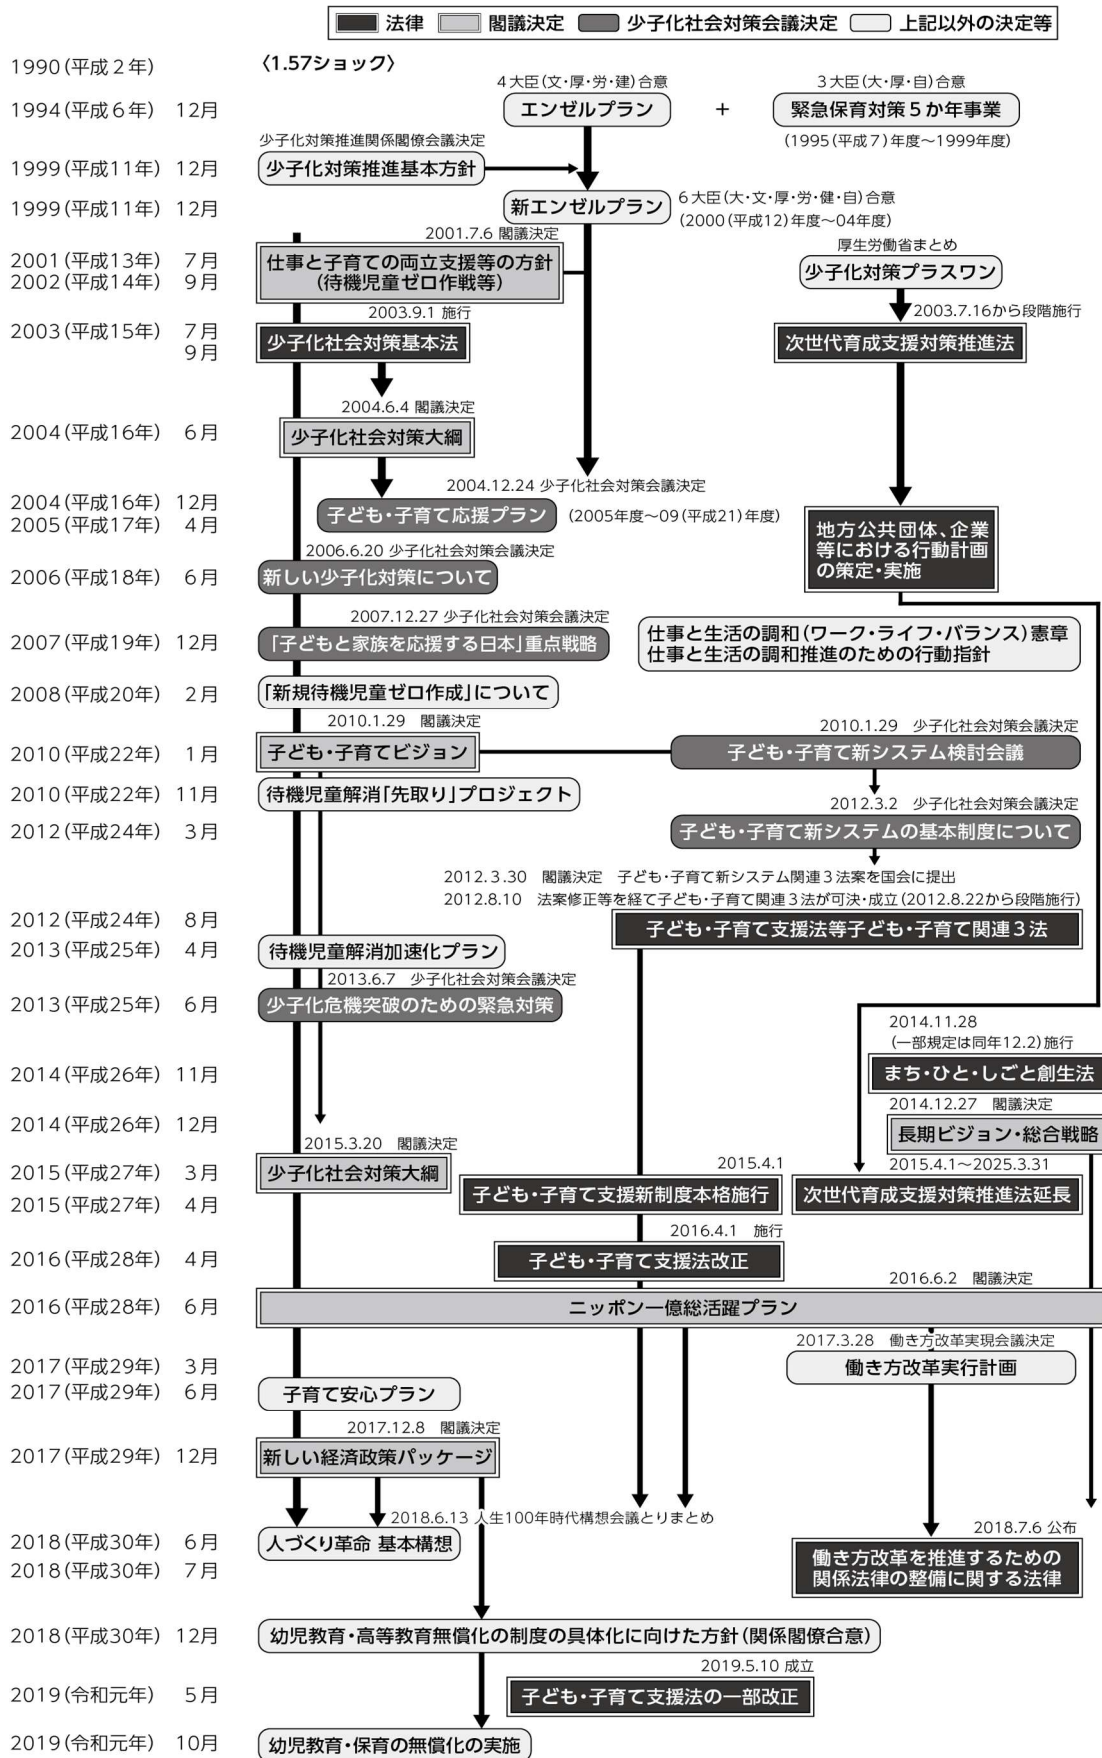 法律 閣議決定 少子化社会対策会議決定 上記以外の決定等
1990(平成2年) 〈1.57ショック〉
4大臣(文・厚・労・建)合意 3大臣(大・厚・自)合意
1994(平成6年) 12月 エンゼルプラン + 緊急保育対策5か年事業
(1995(平成7)年度～1999年度)
少子化対策推進関係閣僚会議決定
1999(平成11年) 12月 少子化対策推進基本方針
1999(平成11年) 12月 新エンゼルプラン 6大臣(大・文・厚・労・健・自)合意
(2000(平成12)年度～04年度)
2001.7.6 閣議決定 厚生労働省まとめ
2001(平成13年) 7月 仕事と子育ての両立支援等の方針
2002(平成14年) 9月 (待機児童ゼロ作戦等) 少子化対策プラスワン
2003.9.1 施行 2003.7.16から段階施行
2003(平成15年) 7月 少子化社会対策基本法 次世代育成支援対策推進法
9月
2004.6.4 閣議決定
2004(平成16年) 6月 少子化社会対策大綱
2004.12.24 少子化社会対策会議決定
2004(平成16年) 12月 子ども・子育て応援プラン (2005年度～09(平成21)年度)
2005(平成17年) 4月 地方公共団体、企業
等における行動計画
の策定・実施
2006.6.20 少子化社会対策会議決定
2006(平成18年) 6月 新しい少子化対策について
2007.12.27 少子化社会対策会議決定
2007(平成19年) 12月 「子どもと家族を応援する日本」重点戦略 仕事と生活の調和(ワーク・ライフ・バランス)憲章
仕事と生活の調和推進のための行動指針
2008(平成20年) 2月 「新規待機児童ゼロ作成」について
2010.1.29 閣議決定 2010.1.29 少子化社会対策会議決定
2010(平成22年) 1月 子ども・子育てビジョン 子ども・子育て新システム検討会議
2010(平成22年) 11月 待機児童解消「先取り」プロジェクト
2012.3.2 少子化社会対策会議決定
2012(平成24年) 3月 子ども・子育て新システムの基本制度について
2012.3.30 閣議決定 子ども・子育て新システム関連3法案を国会に提出
2012.8.10 法案修正等を経て子ども・子育て関連3法が可決・成立(2012.8.22から段階施行)
2012(平成24年) 8月 子ども・子育て支援法等子ども・子育て関連3法
2013(平成25年) 4月 待機児童解消加速化プラン
2013.6.7 少子化社会対策会議決定
2013(平成25年) 6月 少子化危機突破のための緊急対策
2014.11.28
(一部規定は同年12.2)施行
2014(平成26年) 11月 まち・ひと・しごと創生法
2014.12.27 閣議決定
2014(平成26年) 12月 長期ビジョン・総合戦略
2015.3.20 閣議決定
2015(平成27年) 3月 少子化社会対策大綱 2015.4.1 2015.4.1～2025.3.31
2015(平成27年) 4月 子ども・子育て支援新制度本格施行 次世代育成支援対策推進法延長
2016.4.1 施行
2016(平成28年) 4月 子ども・子育て支援法改正
2016.6.2 閣議決定
2016(平成28年) 6月 ニッポン一億総活躍プラン
2017.3.28 働き方改革実現会議決定
2017(平成29年) 3月 働き方改革実行計画
2017(平成29年) 6月 子育て安心プラン
2017.12.8 閣議決定
2017(平成29年) 12月 新しい経済政策パッケージ
2018.6.13 人生100年時代構想会議とりまとめ
2018.7.6 公布
2018(平成30年) 6月 人づくり革命 基本構想 働き方改革を推進するための
2018(平成30年) 7月 関係法律の整備に関する法律
2018(平成30年) 12月 幼児教育・高等教育無償化の制度の具体化に向けた方針(関係閣僚合意)
2019.5.10 成立
2019(令和元年) 5月 子ども・子育て支援法の一部改正
2019(令和元年) 10月 幼児教育・保育の無償化の実施